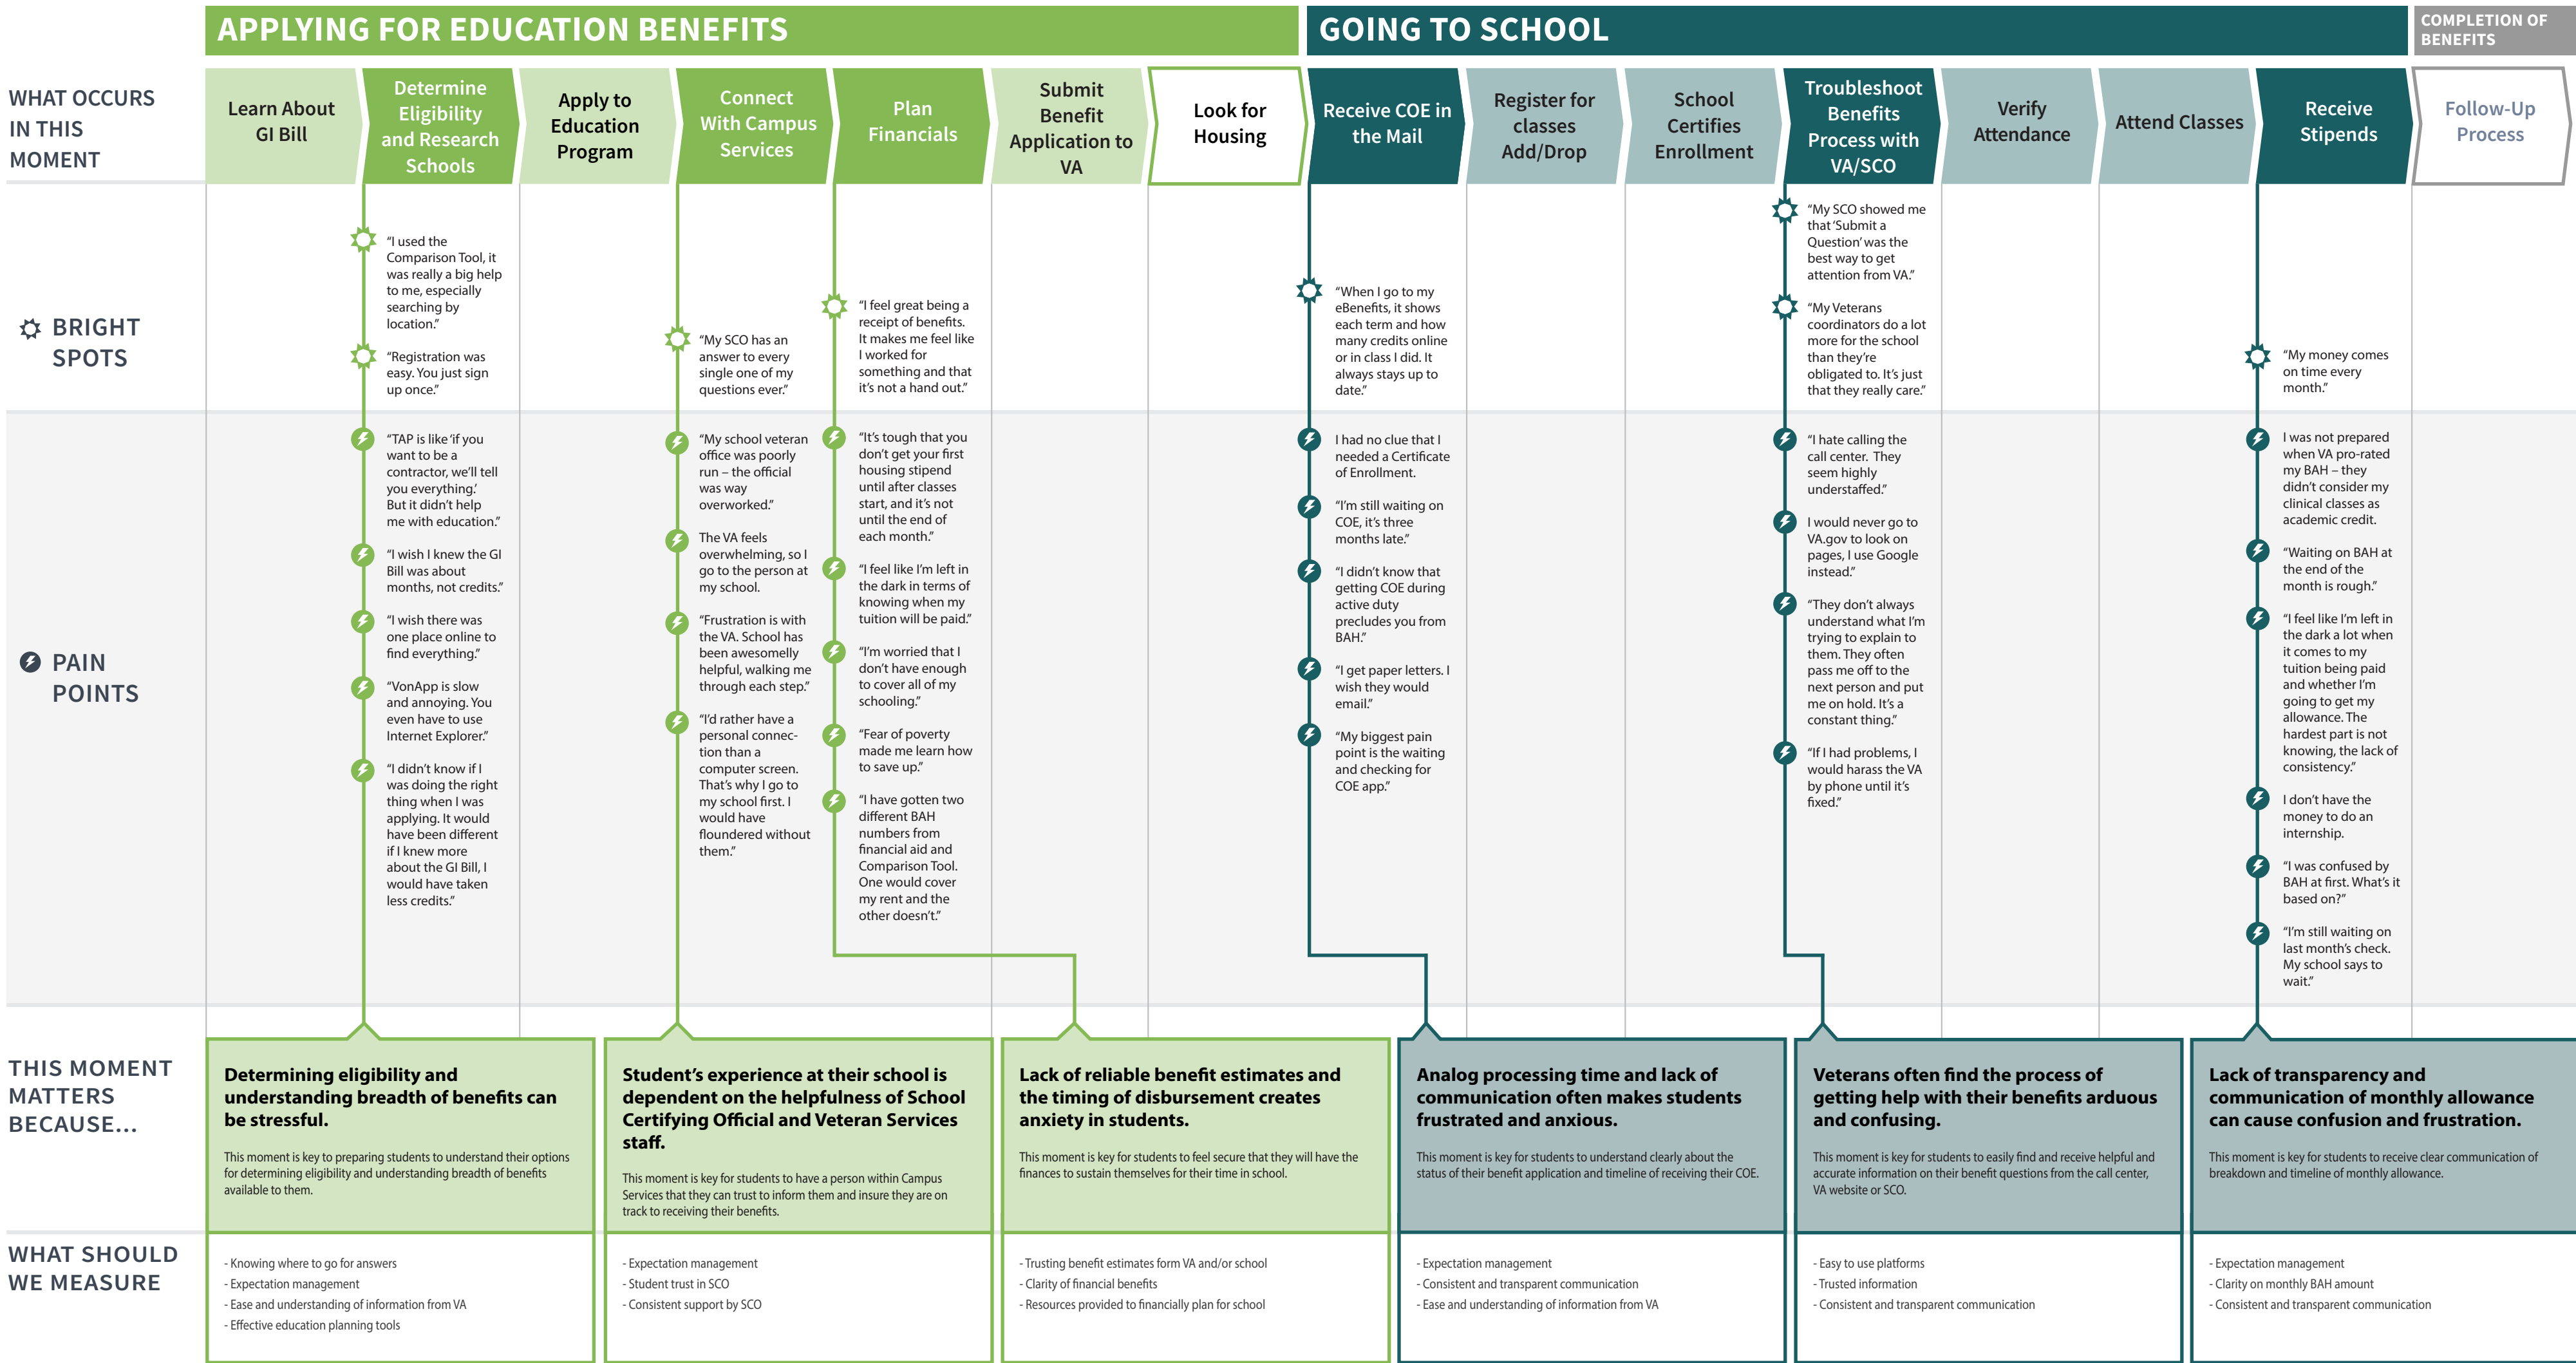 APPLYING FOR EDUCATION BENEFITS
GOING TO SCHOOL
COMPLETION OF
BENEFITS
WHAT OCCURS
IN THIS
MOMENT
Learn About
GI Bill
Determine
Eligibility
and Research
Schools
Apply to
Education
Program
Connect
With Campus
Services
Plan
Financials
Submit
Benefit
Application to
VA
Look for
Housing
Receive COE in
the Mail
Register for
classes
Add/Drop
School
Certifies
Enrollment
Troubleshoot
Benefits
Process with
VA/SCO
Verify
Attendance
Attend Classes
Receive
Stipends
Follow-Up
Process
BRIGHT
SPOTS
“I used the
Comparison Tool, it
was really a big help
to me, especially
searching by
location.”
“Registration was
easy. You just sign
up once.”
“My SCO has an
answer to every
single one of my
questions ever.”
“I feel great being a
receipt of benefits.
It makes me feel like
I worked for
something and that
it’s not a hand out.”
“When I go to my
eBenefits, it shows
each term and how
many credits online
or in class I did. It
always stays up to
date.”
“My SCO showed me
that ‘Submit a
Question’ was the
best way to get
attention from VA.”
“My Veterans
coordinators do a lot
more for the school
than they’re
obligated to. It’s just
that they really care.”
“My money comes
on time every
month.”
PAIN
POINTS
“TAP is like ‘if you
want to be a
contractor, we’ll tell
you everything.’
But it didn’t help
me with education.”
“I wish I knew the GI
Bill was about
months, not credits.”
“I wish there was
one place online to
find everything.”
“VonApp is slow
and annoying. You
even have to use
Internet Explorer.”
“I didn’t know if I
was doing the right
thing when I was
applying. It would
have been different
if I knew more
about the GI Bill, I
would have taken
less credits.”
“My school veteran
office was poorly
run – the official
was way
overworked.”
The VA feels
overwhelming, so I
go to the person at
my school.
“Frustration is with
the VA. School has
been awesomelly
helpful, walking me
through each step.”
“I’d rather have a
personal connec-
tion than a
computer screen.
That’s why I go to
my school first. I
would have
floundered without
them.”
“It’s tough that you
don’t get your first
housing stipend
until after classes
start, and it’s not
until the end of
each month.”
“I feel like I’m left in
the dark in terms of
knowing when my
tuition will be paid.”
“I’m worried that I
don’t have enough
to cover all of my
schooling.”
“Fear of poverty
made me learn how
to save up.”
“I have gotten two
different BAH
numbers from
financial aid and
Comparison Tool.
One would cover
my rent and the
other doesn’t.”
I had no clue that I
needed a Certificate
of Enrollment.
“I’m still waiting on
COE, it’s three
months late.”
“I didn’t know that
getting COE during
active duty
precludes you from
BAH.”
“I get paper letters. I
wish they would
email.”
“My biggest pain
point is the waiting
and checking for
COE app.”
“I hate calling the
call center. They
seem highly
understaffed.”
I would never go to
VA.gov to look on
pages, I use Google
instead.”
“They don’t always
understand what I’m
trying to explain to
them. They often
pass me off to the
next person and put
me on hold. It’s a
constant thing.”
“If I had problems, I
would harass the VA
by phone until it’s
fixed.”
I was not prepared
when VA pro-rated
my BAH – they
didn’t consider my
clinical classes as
academic credit.
“Waiting on BAH at
the end of the
month is rough.”
“I feel like I’m left in
the dark a lot when
it comes to my
tuition being paid
and whether I’m
going to get my
allowance. The
hardest part is not
knowing, the lack of
consistency.”
I don’t have the
money to do an
internship.
“I was confused by
BAH at first. What’s it
based on?”
“I’m still waiting on
last month’s check.
My school says to
wait.”
THIS MOMENT
MATTERS
BECAUSE...
Determining eligibility and
understanding breadth of benefits can
be stressful.
This moment is key to preparing students to understand their options
for determining eligibility and understanding breadth of benefits
available to them.
Student’s experience at their school is
dependent on the helpfulness of School
Certifying Official and Veteran Services
staff.
This moment is key for students to have a person within Campus
Services that they can trust to inform them and insure they are on
track to receiving their benefits.
Lack of reliable benefit estimates and
the timing of disbursement creates
anxiety in students.
This moment is key for students to feel secure that they will have the
finances to sustain themselves for their time in school.
Analog processing time and lack of
communication often makes students
frustrated and anxious.
This moment is key for students to understand clearly about the
status of their benefit application and timeline of receiving their COE.
Veterans often find the process of
getting help with their benefits arduous
and confusing.
This moment is key for students to easily find and receive helpful and
accurate information on their benefit questions from the call center,
VA website or SCO.
Lack of transparency and
communication of monthly allowance
can cause confusion and frustration.
This moment is key for students to receive clear communication of
breakdown and timeline of monthly allowance.
WHAT SHOULD
WE MEASURE
- Knowing where to go for answers
- Expectation management
- Ease and understanding of information from VA
- Effective education planning tools
- Expectation management
- Student trust in SCO
- Consistent support by SCO
- Trusting benefit estimates form VA and/or school
- Clarity of financial benefits
- Resources provided to financially plan for school
- Expectation management
- Consistent and transparent communication
- Ease and understanding of information from VA
- Easy to use platforms
- Trusted information
- Consistent and transparent communication
- Expectation management
- Clarity on monthly BAH amount
- Consistent and transparent communication